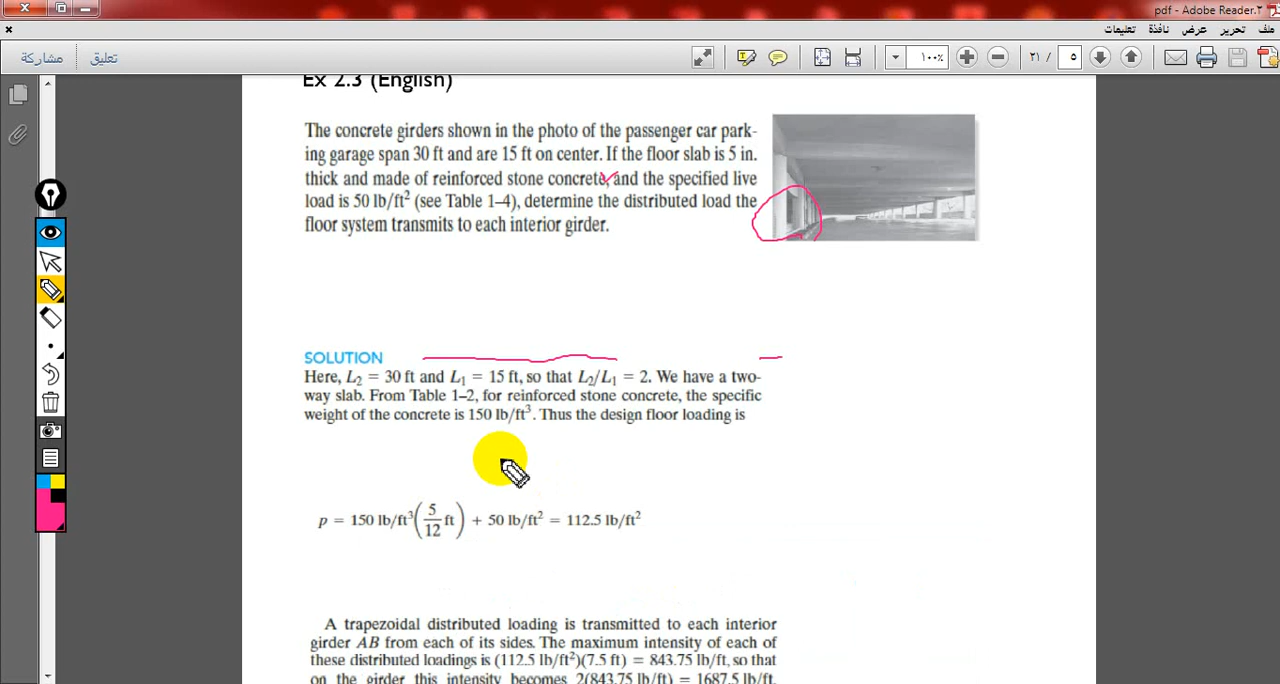 pdf - Adobe Reader.٢
ملف تحرير عرض نافذة تعليمات
تعليق مشاركة
١٠٠٪ ٢١ / ٥
Ex 2.3 (English)
The concrete girders shown in the photo of the passenger car park-
ing garage span 30 ft and are 15 ft on center. If the floor slab is 5 in.
thick and made of reinforced stone concrete, and the specified live
load is 50 lb/ft² (see Table 1–4), determine the distributed load the
floor system transmits to each interior girder.
SOLUTION
Here, L₂ = 30 ft and L₁ = 15 ft, so that L₂/L₁ = 2. We have a two-
way slab. From Table 1–2, for reinforced stone concrete, the specific
weight of the concrete is 150 lb/ft³. Thus the design floor loading is
p = 150 lb/ft³(5/12 ft) + 50 lb/ft² = 112.5 lb/ft²
A trapezoidal distributed loading is transmitted to each interior
girder AB from each of its sides. The maximum intensity of each of
these distributed loadings is (112.5 lb/ft²)(7.5 ft) = 843.75 lb/ft, so that
on the girder this intensity becomes 2(843.75 lb/ft) = 1687.5 lb/ft.